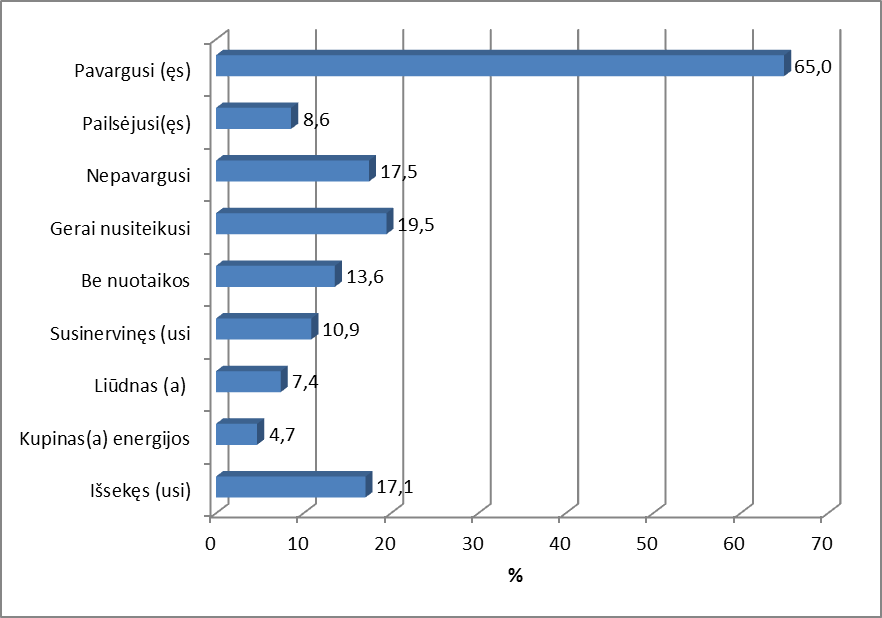 Pavargusi (ęs) 65,0
Pailsėjusi(ęs) 8,6
Nepavargusi 17,5
Gerai nusiteikusi 19,5
Be nuotaikos 13,6
Susinervinęs (usi 10,9
Liūdnas (a) 7,4
Kupinas(a) energijos 4,7
Išsekęs (usi) 17,1
0 10 20 30 40 50 60 70
%